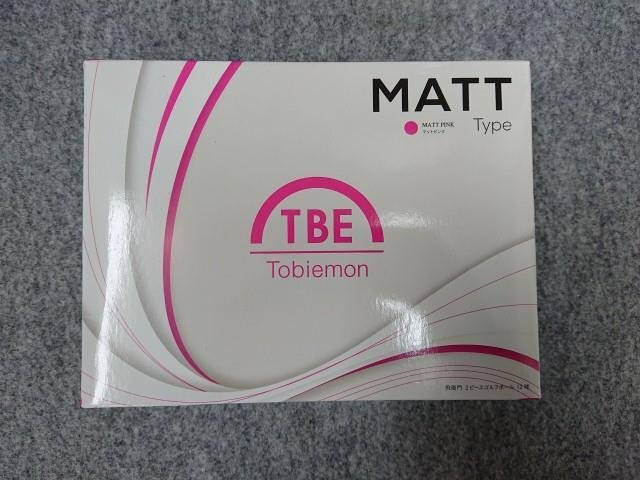 MATT
Type
MATT PINK
マットピンク
TBE
Tobiemon
飛衛門 2ピースゴルフボール 12球